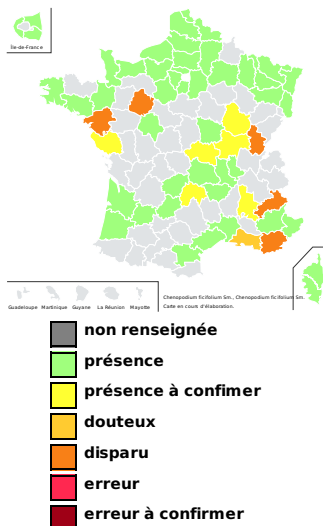 Île-de-France
Guadeloupe Martinique Guyane La Réunion Mayotte
Chenopodium ficifolium Sm., Chenopodium ficifolium Sm.
Carte en cours d'élaboration.
non renseignée
présence
présence à confimer
douteux
disparu
erreur
erreur à confirmer